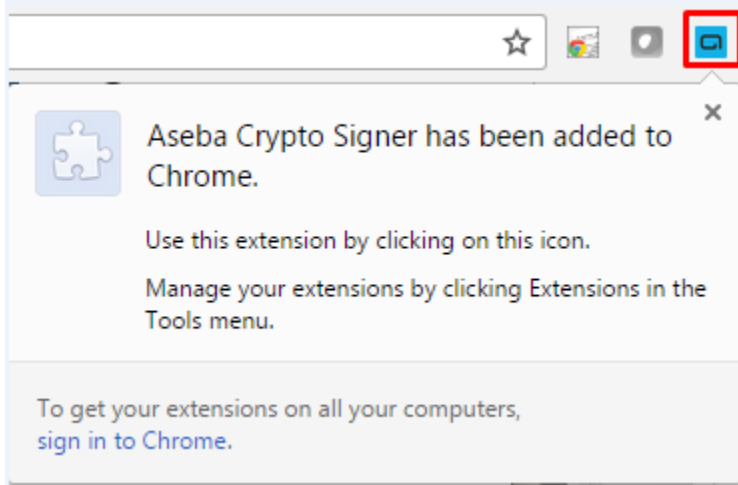 Aseba Crypto Signer has been added to
Chrome.
Use this extension by clicking on this icon.
Manage your extensions by clicking Extensions in the
Tools menu.
To get your extensions on all your computers,
sign in to Chrome.